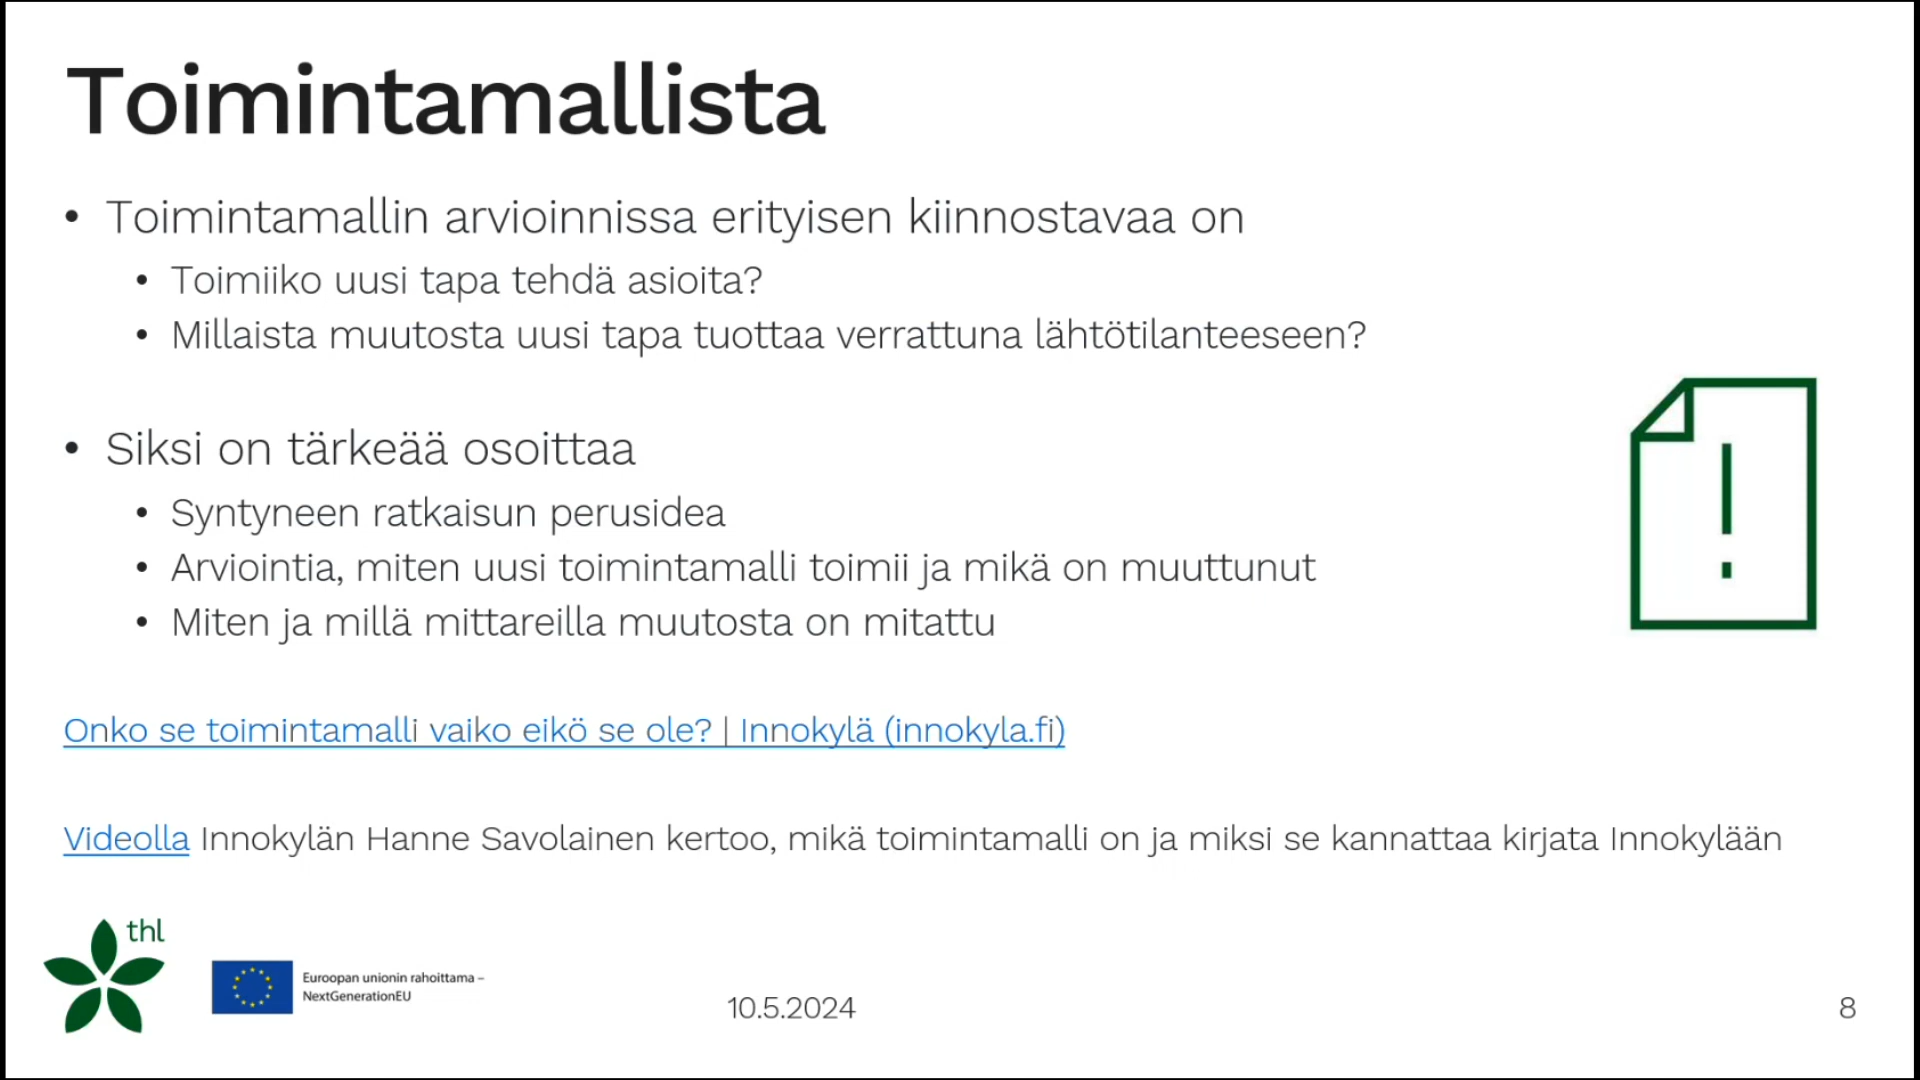 Toimintamallista
• Toimintamallin arvioinnissa erityisen kiinnostavaa on
• Toimiiko uusi tapa tehdä asioita?
• Millaista muutosta uusi tapa tuottaa verrattuna lähtötilanteeseen?
• Siksi on tärkeää osoittaa
• Syntyneen ratkaisun perusidea
• Arviointia, miten uusi toimintamalli toimii ja mikä on muuttunut
• Miten ja millä mittareilla muutosta on mitattu
Onko se toimintamalli vaiko eikö se ole? | Innokylä (innokyla.fi)
Videolla Innokylän Hanne Savolainen kertoo, mikä toimintamalli on ja miksi se kannattaa kirjata Innokylään
thl
Euroopan unionin rahoittama –
NextGenerationEU
10.5.2024
8